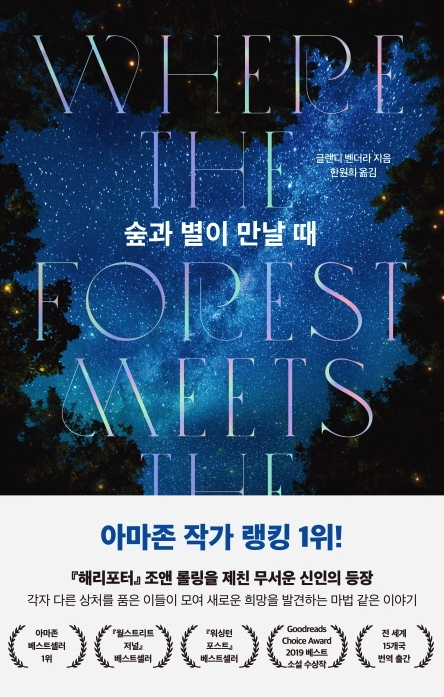 WHERE
THE
글렌디 벤더라 지음
한원희 옮김
숲과 별이 만날 때
FOREST
MEETS
THE
아마존 작가 랭킹 1위!
『해리포터』 조앤 롤링을 제친 무서운 신인의 등장
각자 다른 상처를 품은 이들이 모여 새로운 희망을 발견하는 마법 같은 이야기
아마존
베스트셀러
1위
『월스트리트
저널』
베스트셀러
『워싱턴
포스트』
베스트셀러
Goodreads
Choice Award
2019 베스트
소설 수상작
전 세계
15개국
번역 출간